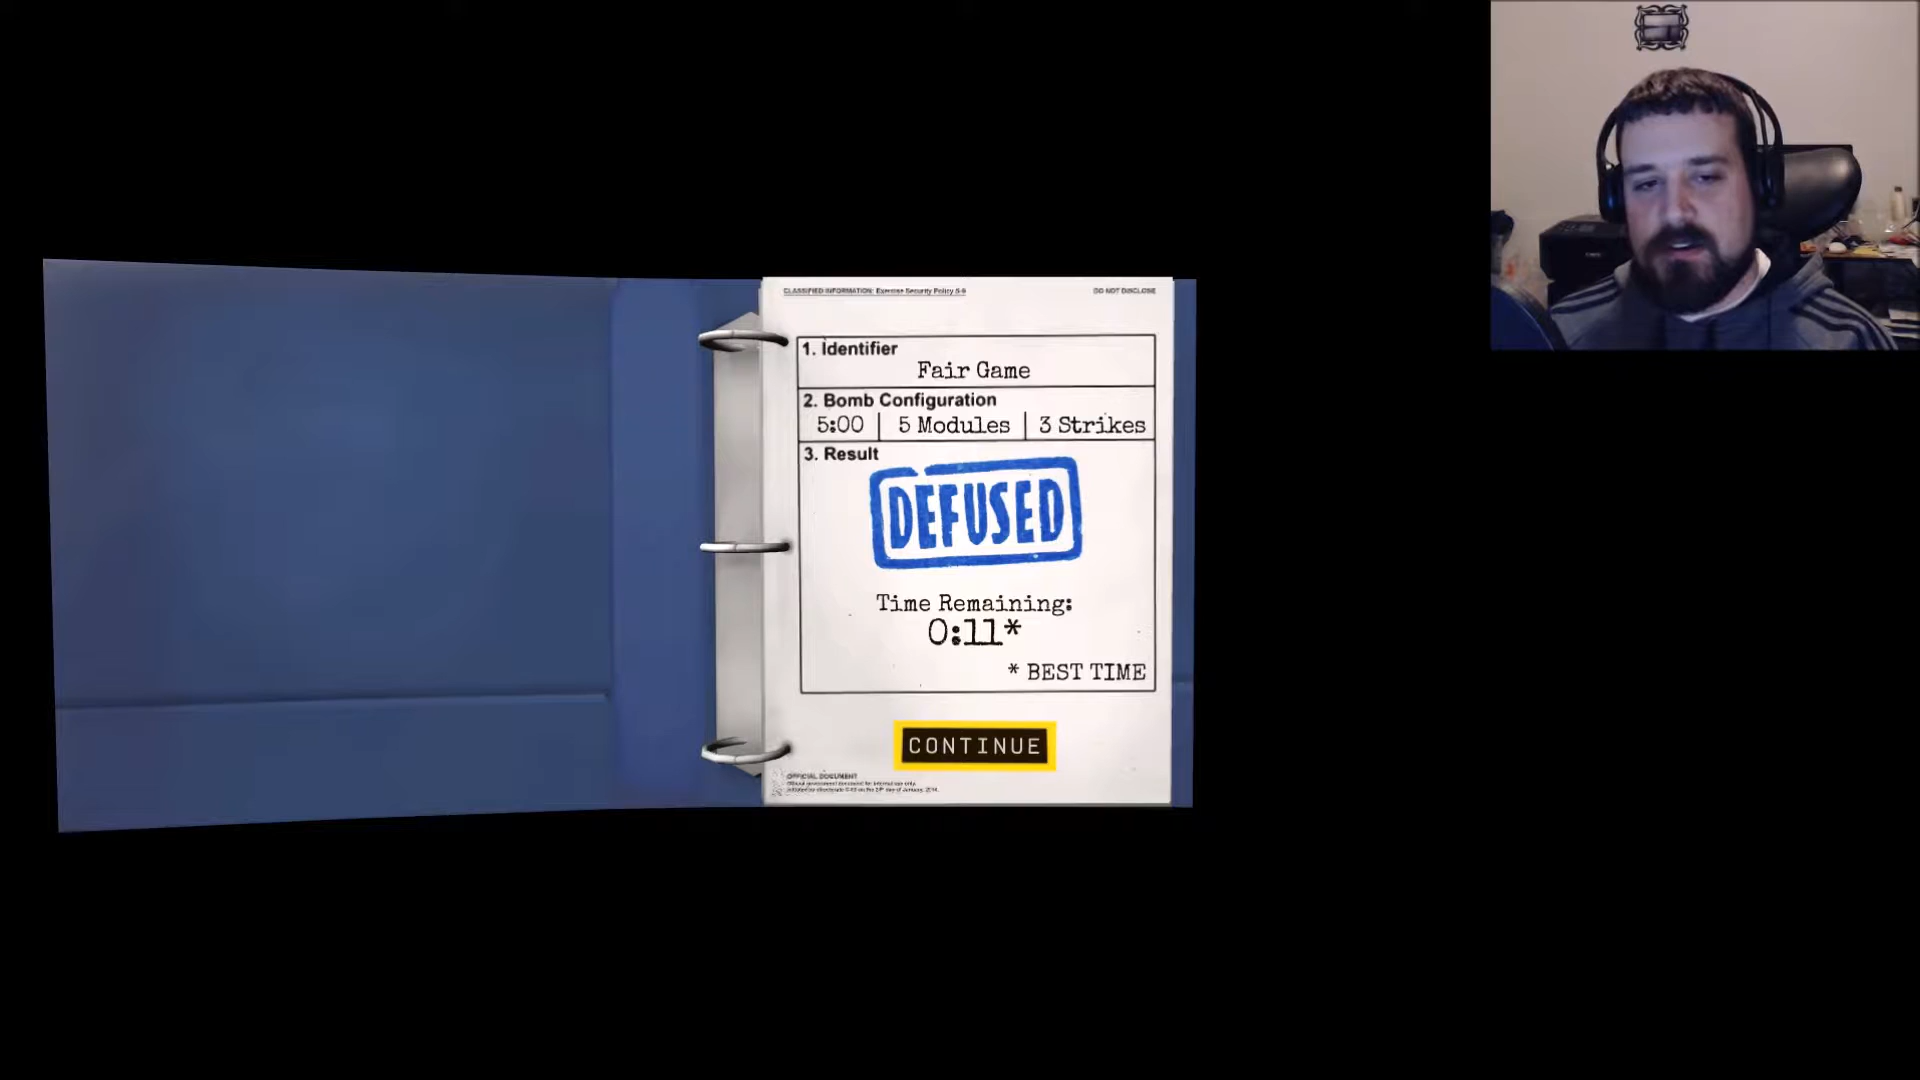 CLASSIFIED INFORMATION: Exercise Security Policy 5-6
DO NOT DISCLOSE
1. Identifier
Fair Game
2. Bomb Configuration
5:00 | 5 Modules | 3 Strikes
3. Result
DEFUSED
Time Remaining:
0:11*
* BEST TIME
CONTINUE
OFFICIAL DOCUMENT